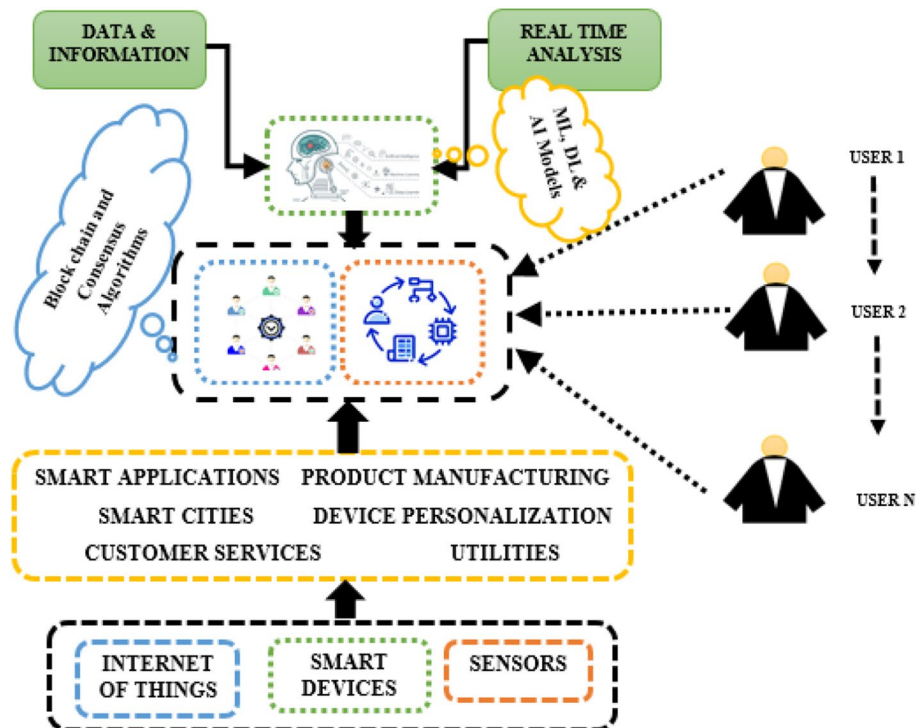 DATA &
INFORMATION
REAL TIME
ANALYSIS
ML, DL &
AI Models
Block chain and
Consensus
Algorithms
USER 1
USER 2
USER N
SMART APPLICATIONS PRODUCT MANUFACTURING
SMART CITIES DEVICE PERSONALIZATION
CUSTOMER SERVICES UTILITIES
INTERNET
OF THINGS
SMART
DEVICES
SENSORS